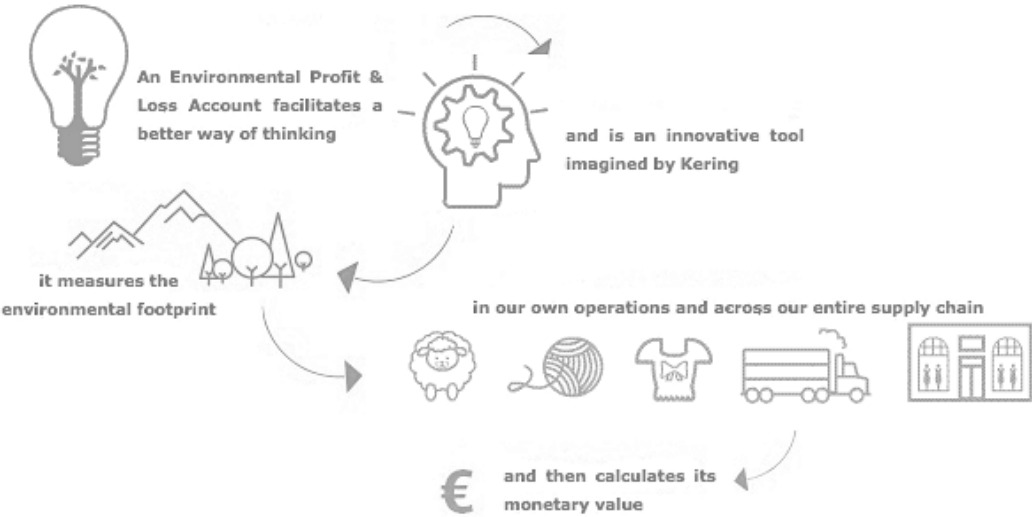 An Environmental Profit &
Loss Account facilitates a
better way of thinking
and is an innovative tool
imagined by Kering
it measures the
environmental footprint
in our own operations and across our entire supply chain
€
and then calculates its
monetary value